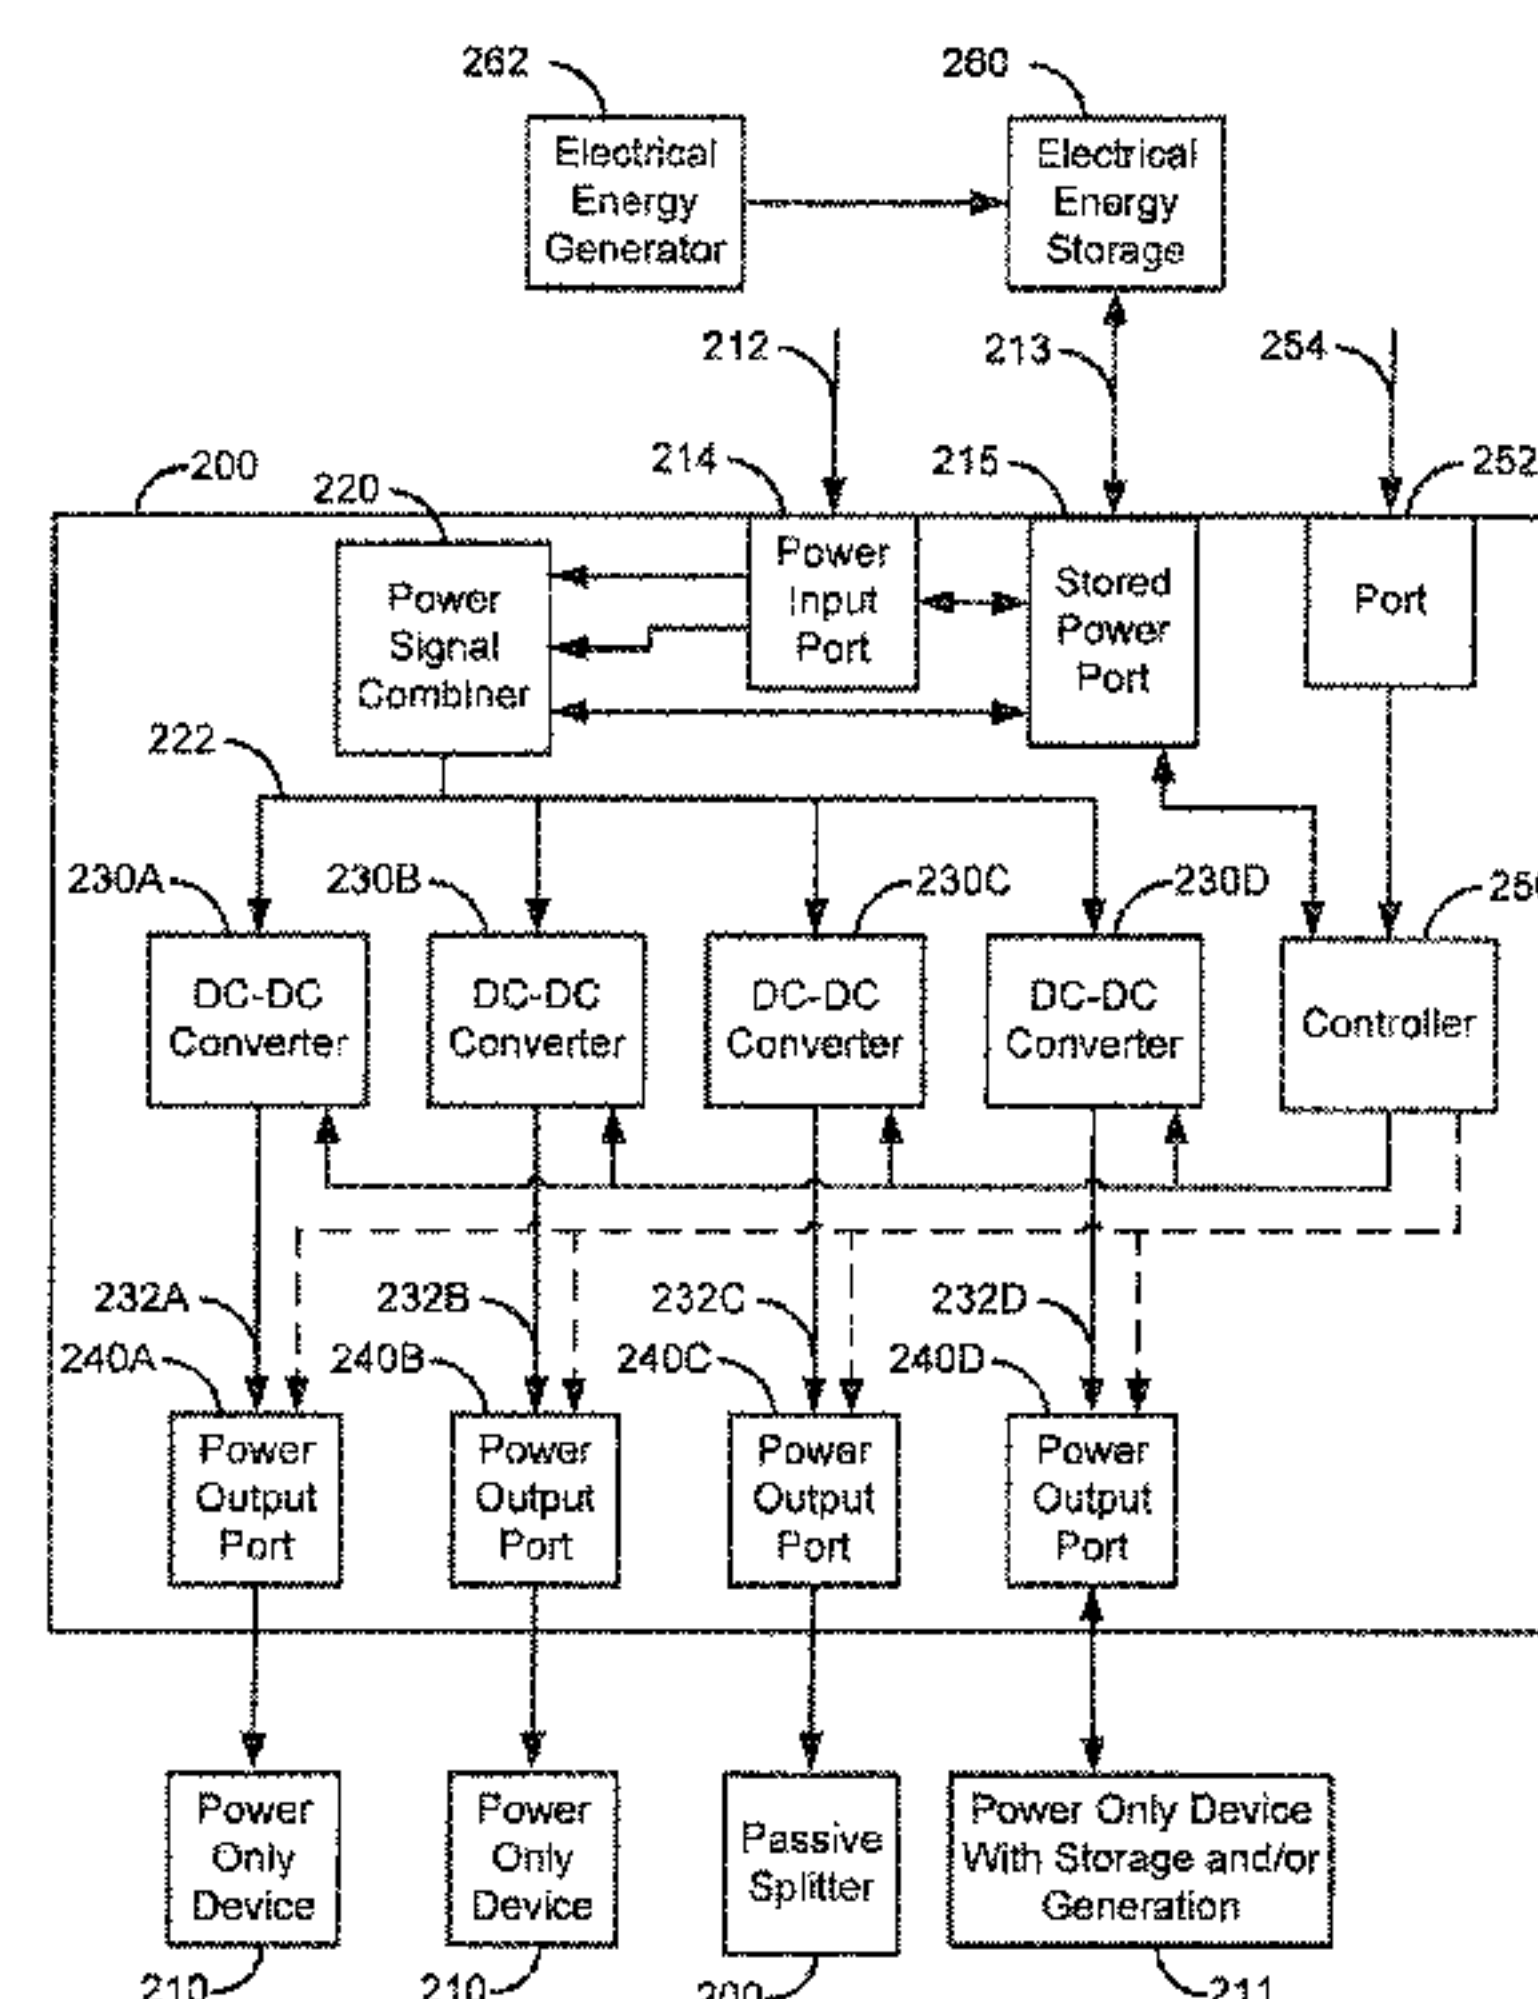 262
260
Electrical
Energy
Generator
Electrical
Energy
Storage
212
213
254
200
220
214
215
252
Power
Signal
Combiner
Power
Input
Port
Stored
Power
Port
Port
222
230A
230B
230C
230D
DC-DC
Converter
DC-DC
Converter
DC-DC
Converter
DC-DC
Converter
Controller
232A
232B
232C
232D
240A
240B
240C
240D
Power
Output
Port
Power
Output
Port
Power
Output
Port
Power
Output
Port
Power
Only
Device
Power
Only
Device
Passive
Splitter
Power Only Device
With Storage and/or
Generation
210
210
200
211